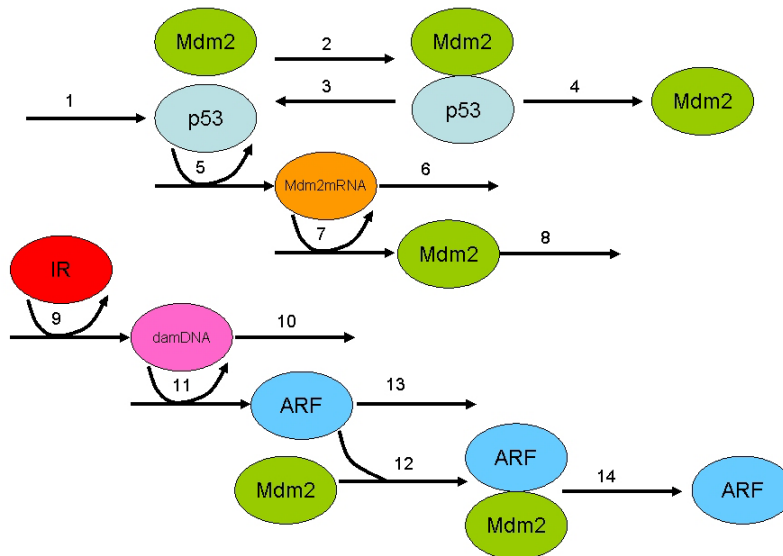 Mdm2
2
Mdm2
1
p53
3
p53
4
Mdm2
5
Mdm2mRNA
6
7
Mdm2
8
IR
9
damDNA
10
11
ARF
13
Mdm2
12
ARF
Mdm2
14
ARF